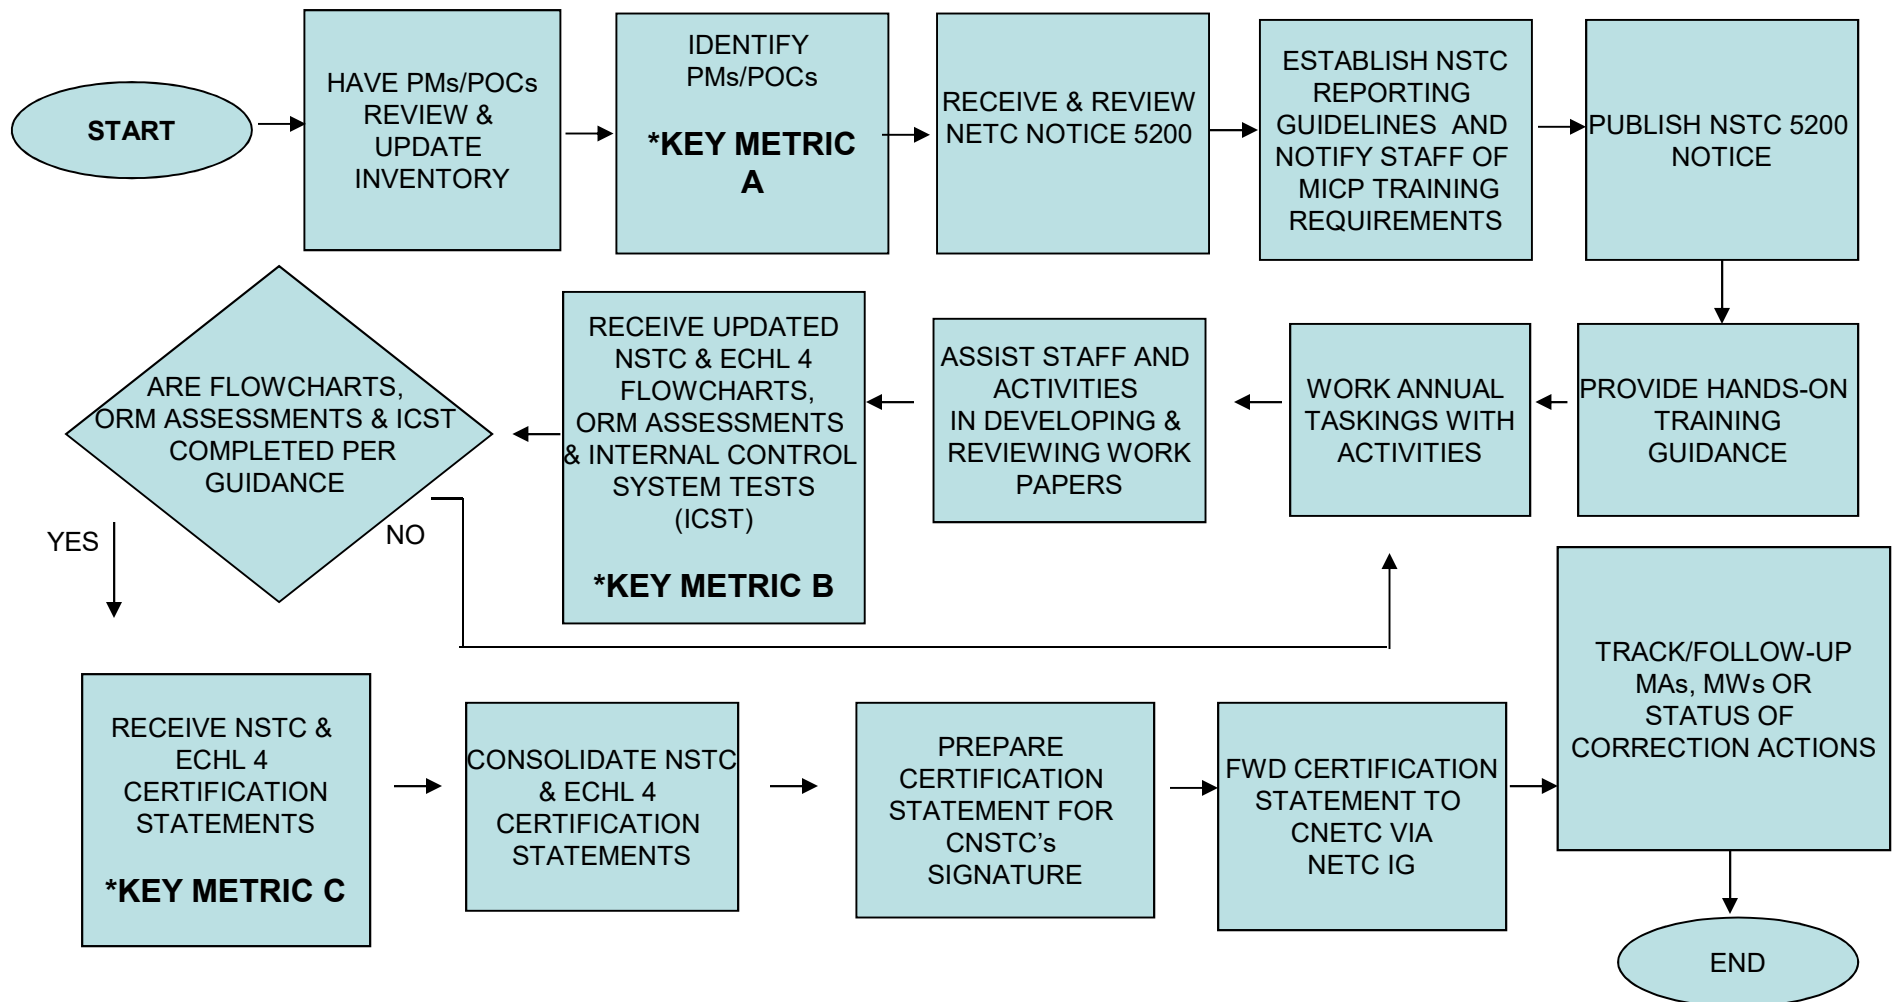 START
HAVE PMs/POCs
REVIEW &
UPDATE
INVENTORY
IDENTIFY
PMs/POCs
*KEY METRIC
A
RECEIVE & REVIEW
NETC NOTICE 5200
ESTABLISH NSTC
REPORTING
GUIDELINES AND
NOTIFY STAFF OF
MICP TRAINING
REQUIREMENTS
PUBLISH NSTC 5200
NOTICE
PROVIDE HANDS-ON
TRAINING
GUIDANCE
WORK ANNUAL
TASKINGS WITH
ACTIVITIES
ASSIST STAFF AND
ACTIVITIES
IN DEVELOPING &
REVIEWING WORK
PAPERS
RECEIVE UPDATED
NSTC & ECHL 4
FLOWCHARTS,
ORM ASSESSMENTS
& INTERNAL CONTROL
SYSTEM TESTS
(ICST)
*KEY METRIC B
ARE FLOWCHARTS,
ORM ASSESSMENTS & ICST
COMPLETED PER
GUIDANCE
YES
NO
RECEIVE NSTC &
ECHL 4
CERTIFICATION
STATEMENTS
*KEY METRIC C
CONSOLIDATE NSTC
& ECHL 4
CERTIFICATION
STATEMENTS
PREPARE
CERTIFICATION
STATEMENT FOR
CNSTC’s
SIGNATURE
FWD CERTIFICATION
STATEMENT TO
CNETC VIA
NETC IG
TRACK/FOLLOW-UP
MAs, MWs OR
STATUS OF
CORRECTION ACTIONS
END